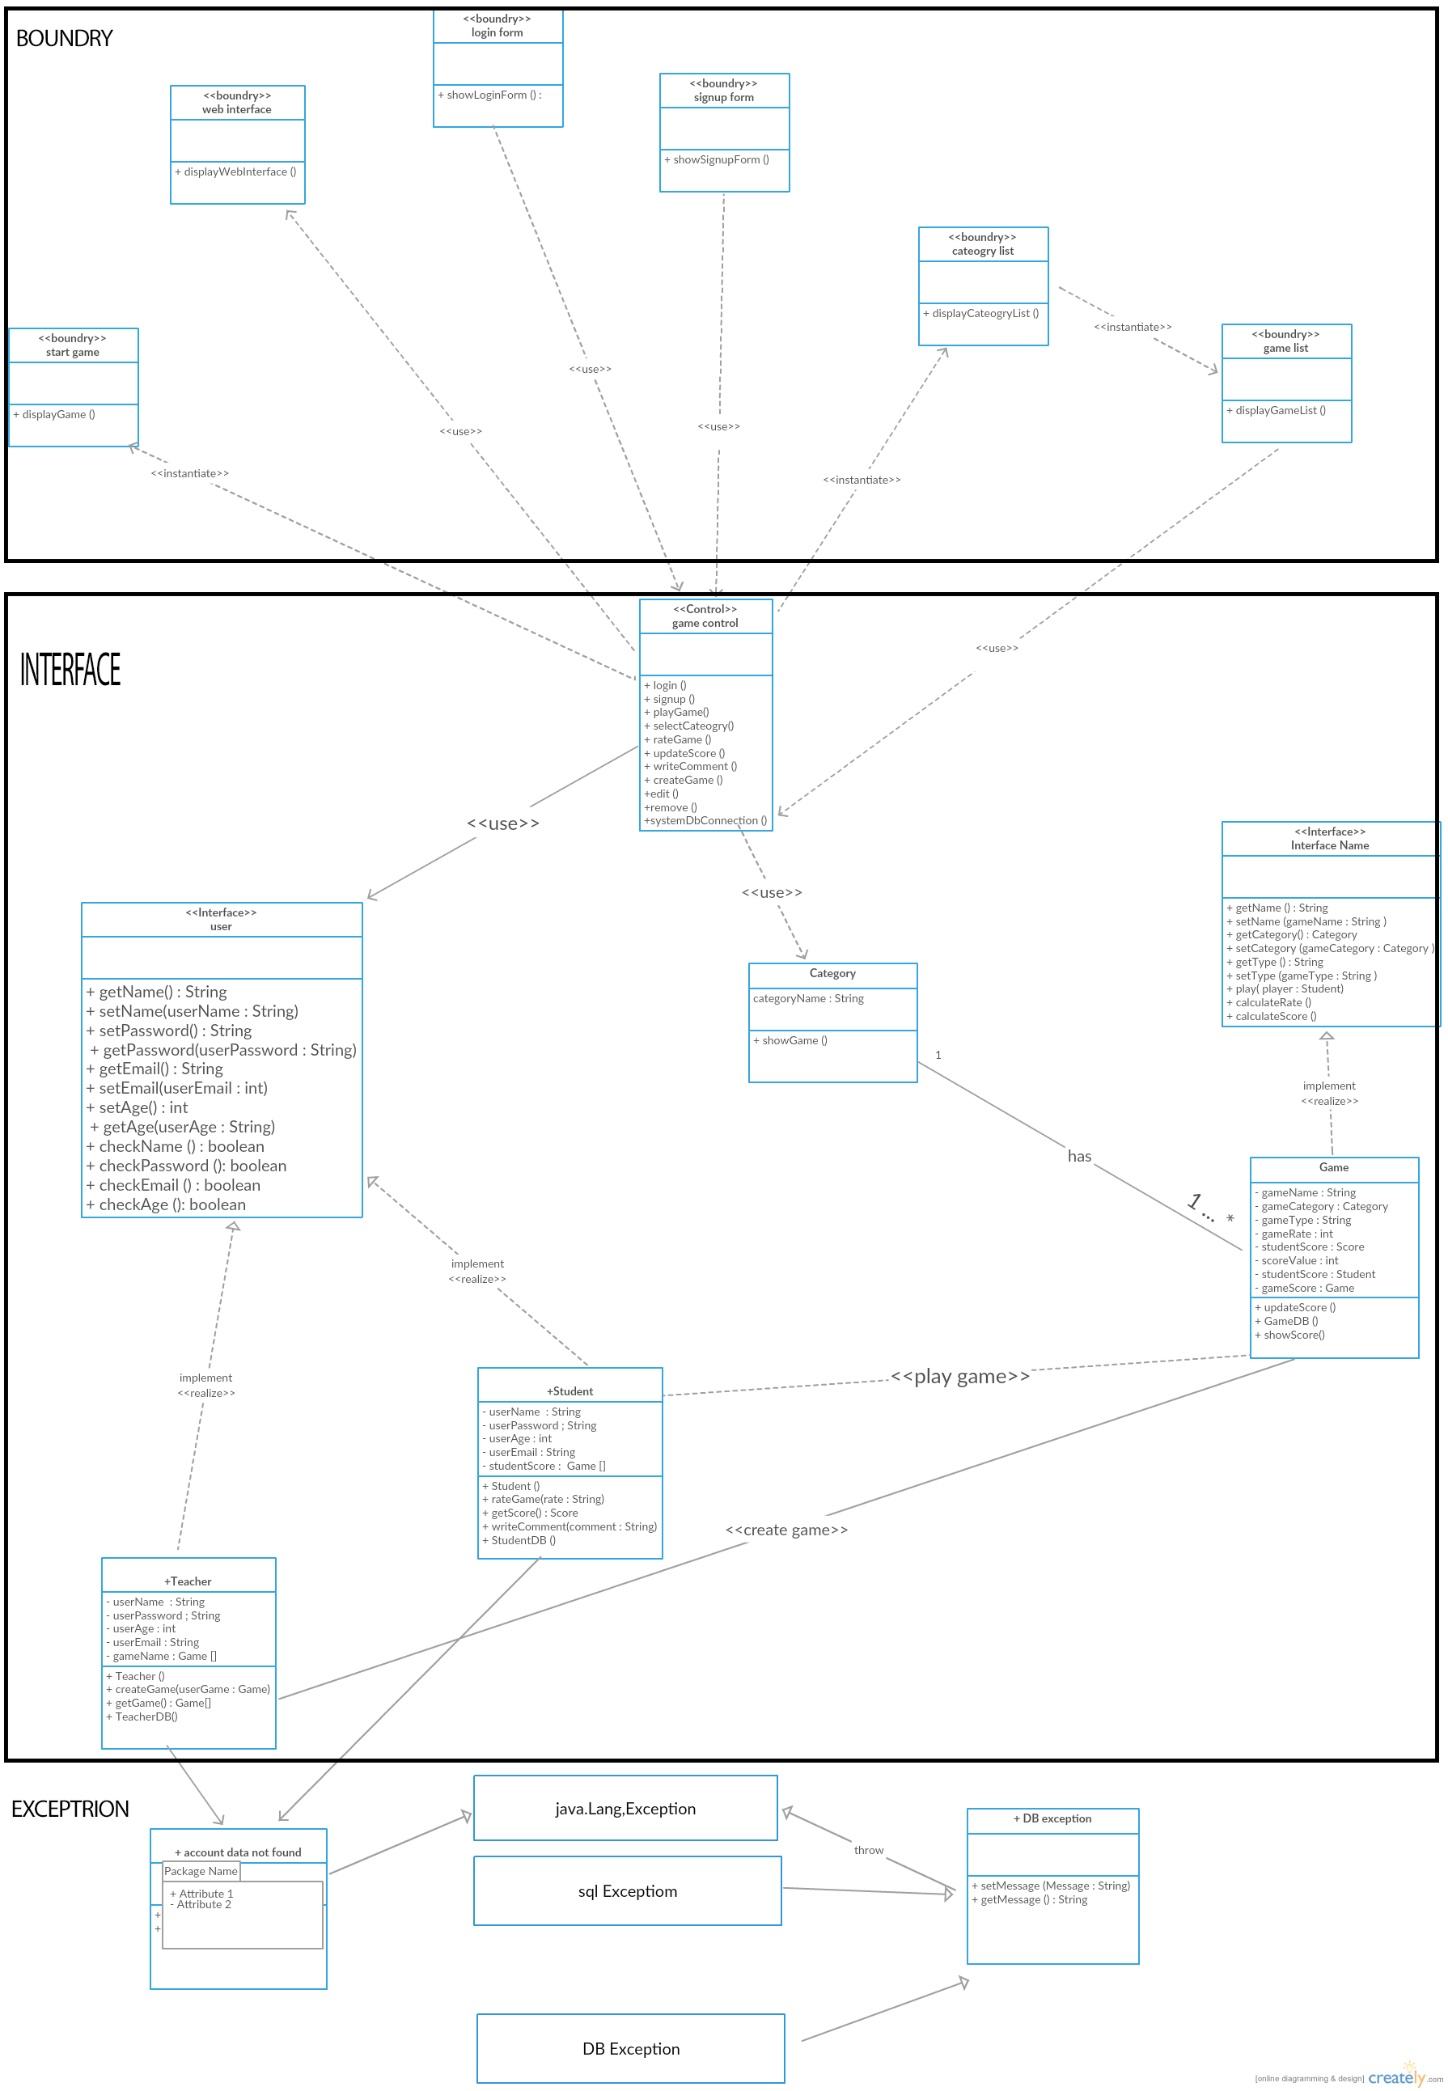 BOUNDRY
<<boundry>>
login form
+ showLoginForm () :
<<boundry>>
signup form
+ showSignupForm ()
<<boundry>>
web interface
+ displayWebInterface ()
<<boundry>>
cateogry list
+ displayCateogryList ()
<<instantiate>>
<<boundry>>
game list
+ displayGameList ()
<<boundry>>
start game
+ displayGame ()
<<use>>
<<use>>
<<use>>
<<instantiate>>
<<instantiate>>
INTERFACE
<<Control>>
game control
+ login ()
+ signup ()
+ playGame()
+ selectCateogry()
+ rateGame ()
+ updateScore ()
+ writeComment ()
+ createGame ()
+edit ()
+remove ()
+systemDbConnection ()
<<use>>
<<use>>
<<use>>
<<Interface>>
Interface Name
+ getName () : String
+ setName (gameName : String )
+ getCategory() : Category
+ setCategory (gameCategory : Category )
+ getType () : String
+ setType (gameType : String )
+ play( player : Student)
+ calculateRate ()
+ calculateScore ()
<<Interface>>
user
+ getName() : String
+ setName(userName : String)
+ setPassword() : String
+ getPassword(userPassword : String)
+ getEmail() : String
+ setEmail(userEmail : int)
+ setAge() : int
+ getAge(userAge : String)
+ checkName () : boolean
+ checkPassword (): boolean
+ checkEmail () : boolean
+ checkAge (): boolean
Category
categoryName : String
+ showGame ()
1
has
1 ... *
implement
<<realize>>
Game
- gameName : String
- gameCategory : Category
- gameType : String
- gameRate : int
- studentScore : Score
- scoreValue : int
- studentScore : Student
- gameScore : Game
+ updateScore ()
+ GameDB ()
+ showScore()
implement
<<realize>>
implement
<<realize>>
<<play game>>
+Student
- userName  : String
- userPassword ; String
- userAge : int
- userEmail : String
- studentScore :  Game []
+ Student ()
+ rateGame(rate : String)
+ getScore() : Score
+ writeComment(comment : String)
+ StudentDB ()
<<create game>>
+Teacher
- userName  : String
- userPassword ; String
- userAge : int
- userEmail : String
- gameName : Game []
+ Teacher ()
+ createGame(userGame : Game)
+ getGame() : Game[]
+ TeacherDB()
EXCEPTRION
+ account data not found
Package Name
+ Attribute 1
- Attribute 2
+
+
java.Lang,Exception
throw
+ DB exception
+ setMessage (Message : String)
+ getMessage () : String
sql Exceptiom
DB Exception
[online diagramming & design] creately.com